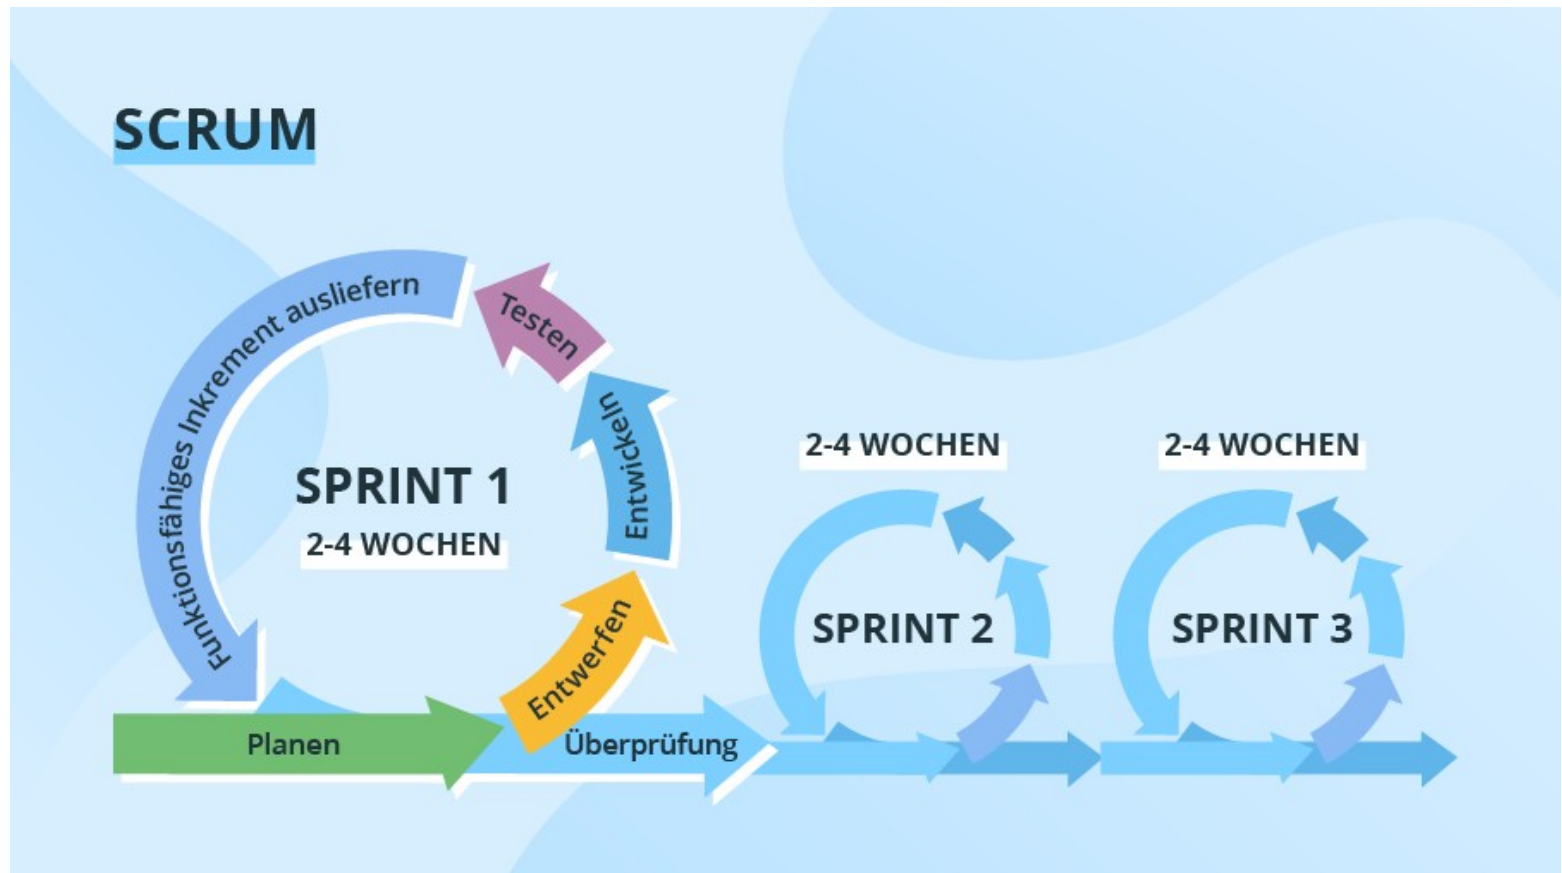 SCRUM
Funktionsfähiges Inkrement ausliefern
Testen
Entwickeln
SPRINT 1
2-4 WOCHEN
Entwerfen
Planen
Überprüfung
2-4 WOCHEN
SPRINT 2
2-4 WOCHEN
SPRINT 3